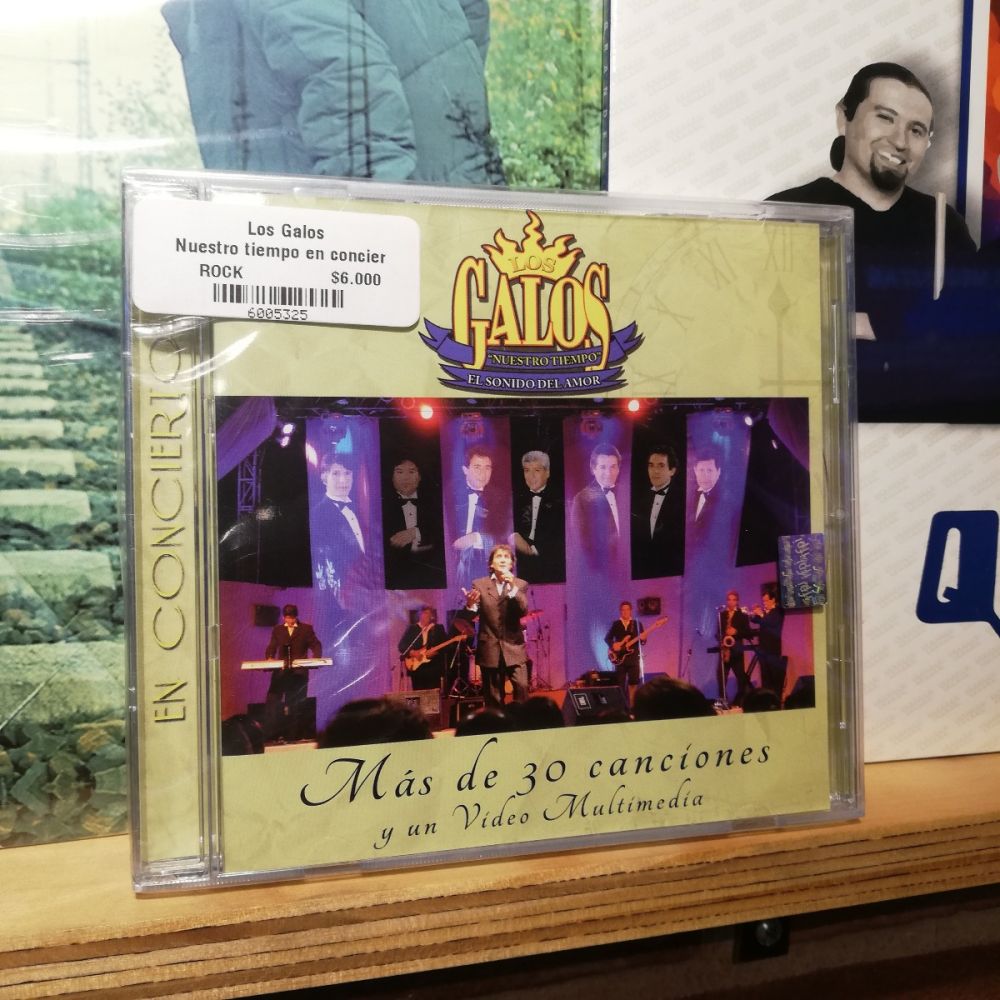 Los Galos
Nuestro tiempo en concier
ROCK $6.000
6005325
LOS
GALOS
"NUESTRO TIEMPO"
EL SONIDO DEL AMOR
EN CONCIERTO
Más de 30 canciones
y un Video Multimedia
Q